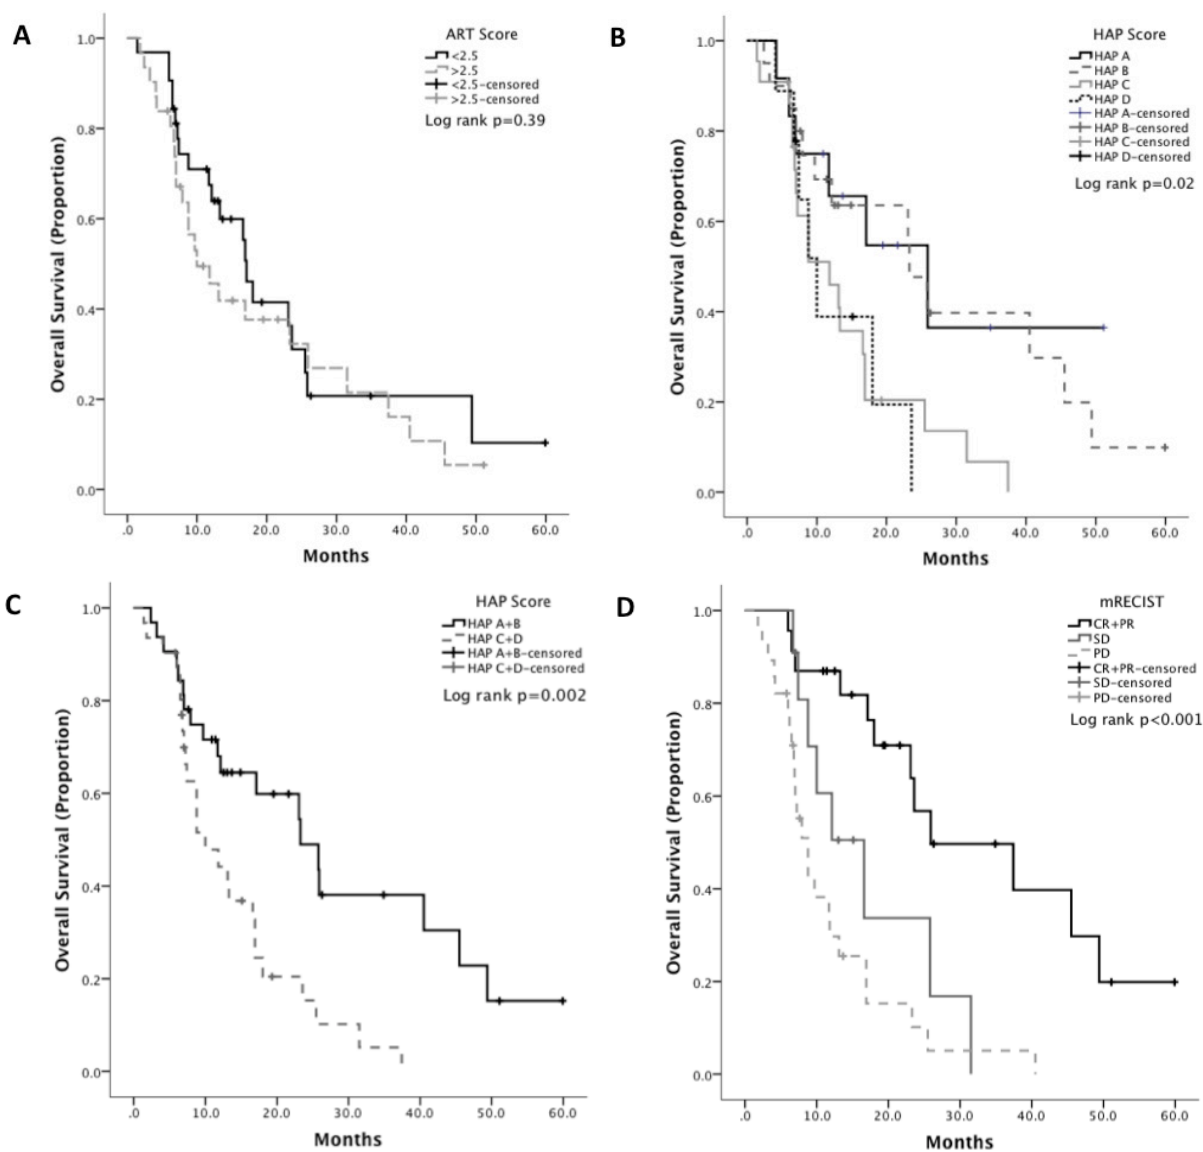 A
ART Score
<2.5
>2.5
<2.5-censored
>2.5-censored
Log rank p=0.39
Overall Survival (Proportion)
1.0
0.8
0.6
0.4
0.2
0.0
.0 10.0 20.0 30.0 40.0 50.0 60.0
Months
B
HAP Score
HAP A
HAP B
HAP C
HAP D
HAP A-censored
HAP B-censored
HAP C-censored
HAP D-censored
Log rank p=0.02
Overall Survival (Proportion)
1.0
0.8
0.6
0.4
0.2
0.0
.0 10.0 20.0 30.0 40.0 50.0 60.0
Months
C
HAP Score
HAP A+B
HAP C+D
HAP A+B-censored
HAP C+D-censored
Log rank p=0.002
Overall Survival (Proportion)
1.0
0.8
0.6
0.4
0.2
0.0
.0 10.0 20.0 30.0 40.0 50.0 60.0
Months
D
mRECIST
CR+PR
SD
PD
CR+PR-censored
SD-censored
PD-censored
Log rank p<0.001
Overall Survival (Proportion)
1.0
0.8
0.6
0.4
0.2
0.0
.0 10.0 20.0 30.0 40.0 50.0 60.0
Months